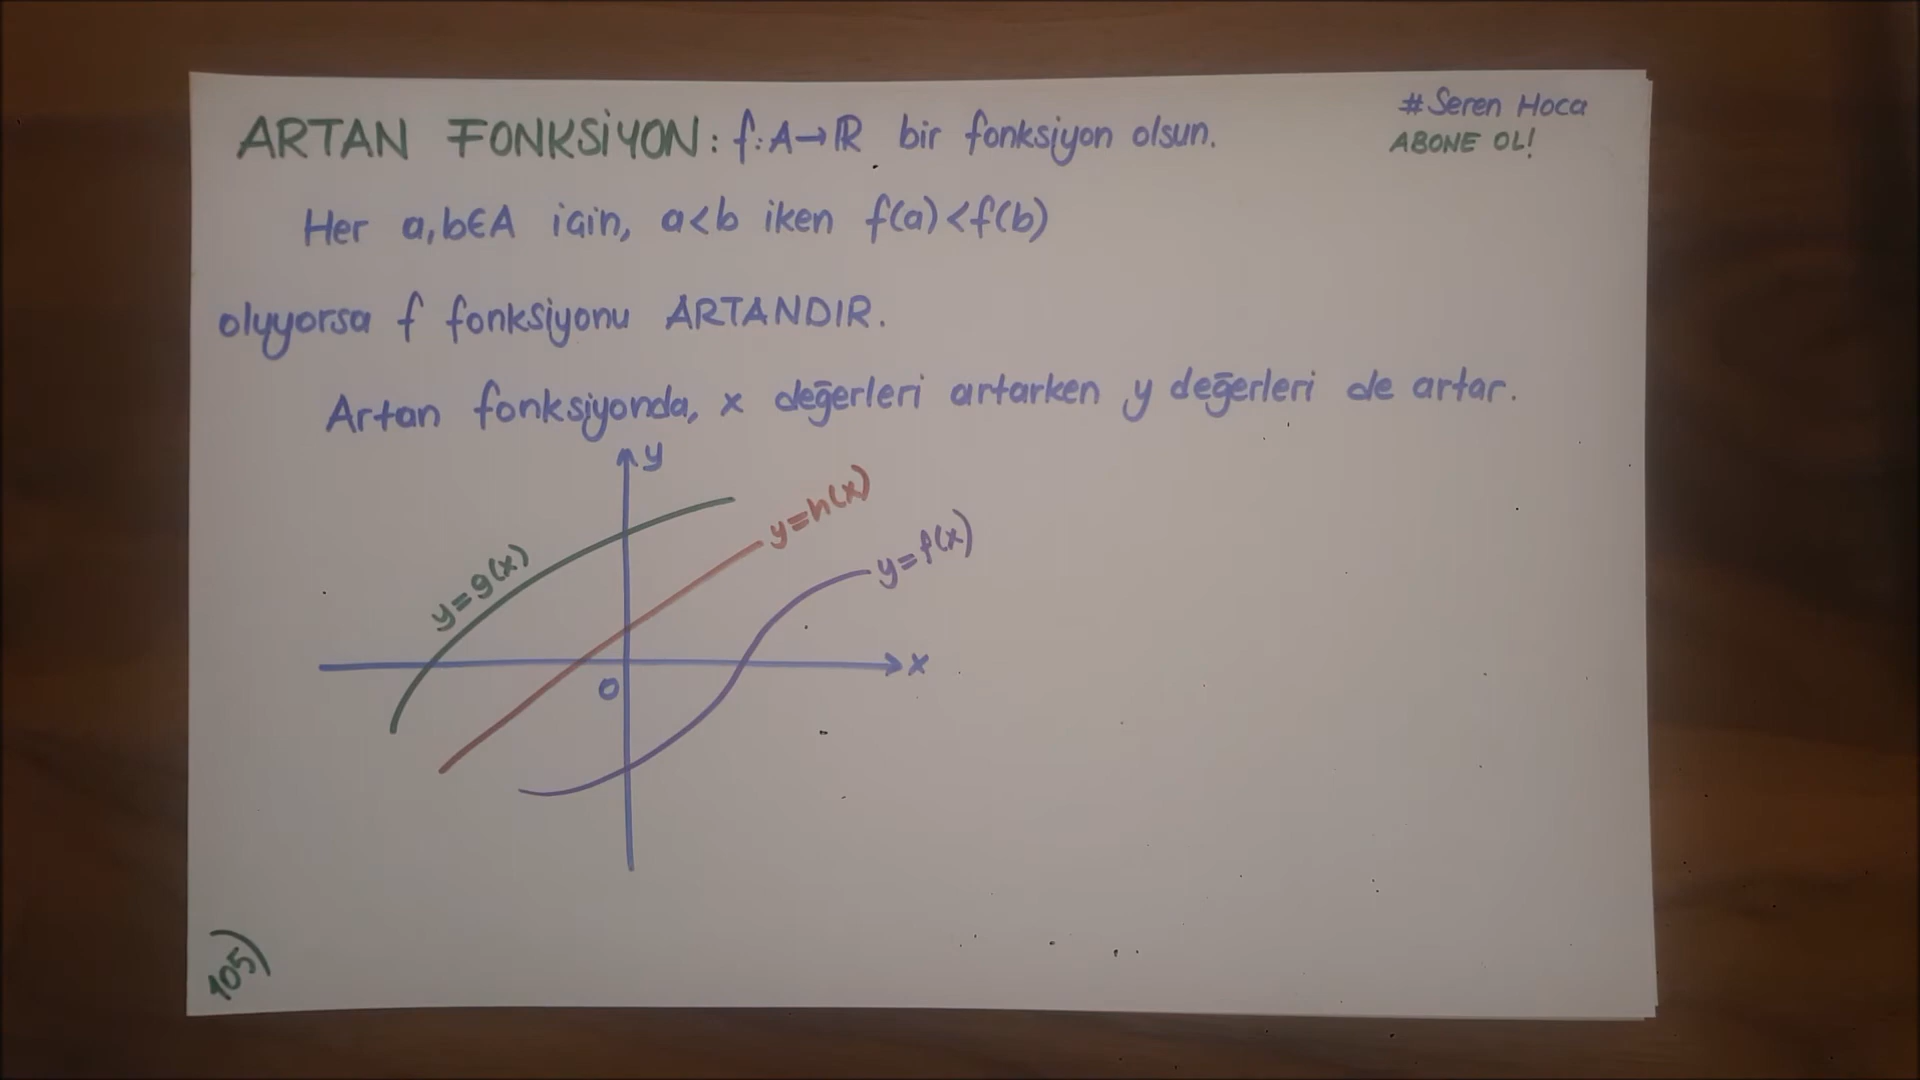 ARTAN FONKSİYON: f: A→ℝ bir fonksiyon olsun.
#Seren Hoca
ABONE OL!
Her a,b∈A için, a<b iken f(a)<f(b)
oluyorsa f fonksiyonu ARTANDIR.
Artan fonksiyonda, x değerleri artarken y değerleri de artar.
y
y=h(x)
y=g(x)
y=f(x)
x
0
105)